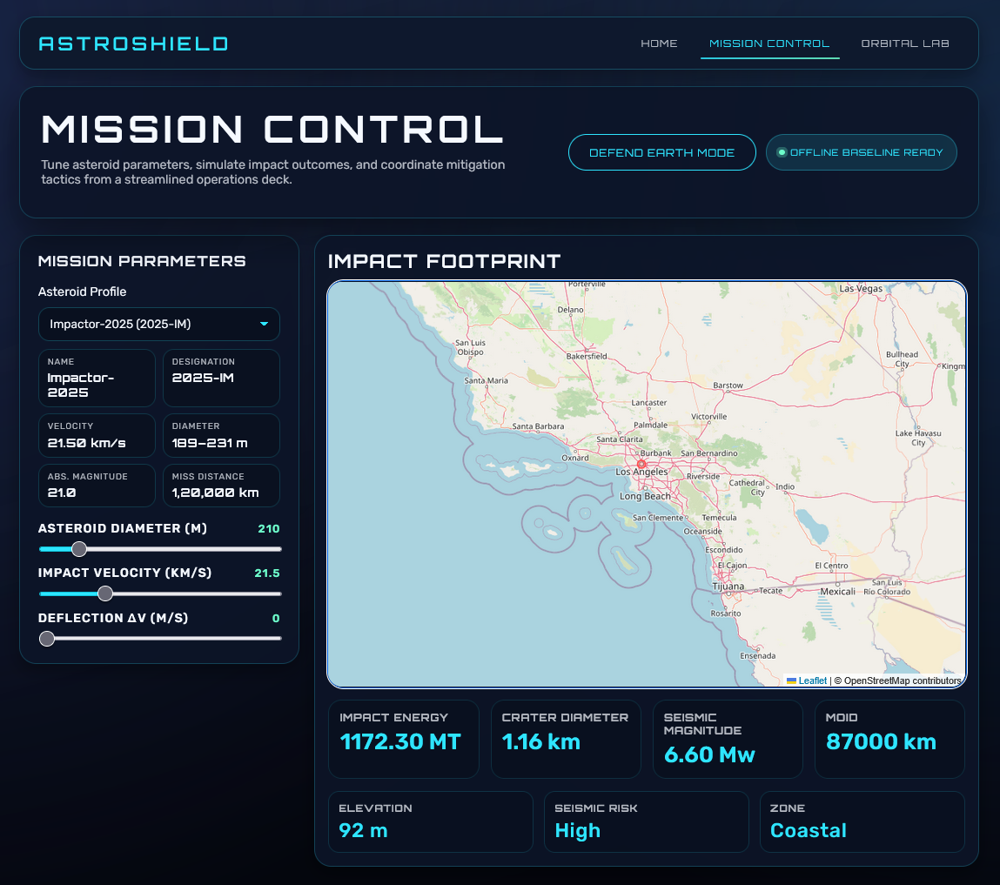 ASTROSHIELD
HOME
MISSION CONTROL
ORBITAL LAB
MISSION CONTROL
Tune asteroid parameters, simulate impact outcomes, and coordinate mitigation
tactics from a streamlined operations deck.
DEFEND EARTH MODE
OFFLINE BASELINE READY
MISSION PARAMETERS
Asteroid Profile
Impactor-2025 (2025-IM)
NAME
Impactor-
2025
DESIGNATION
2025-IM
VELOCITY
21.50 km/s
DIAMETER
189–231 m
ABS. MAGNITUDE
21.0
MISS DISTANCE
1,20,000 km
ASTEROID DIAMETER (M)
210
IMPACT VELOCITY (KM/S)
21.5
DEFLECTION ΔV (M/S)
0
IMPACT FOOTPRINT
Porterville
Las Vegas
Delano
San Luis
Obispo
Bakersfield
Bullhead
City
Kingm
Santa Maria
Barstow
Lancaster
Victorville
Palmdale
Santa Barbara
Santa Clarita
Lake Havasu
City
Oxnard
Burbank
San Bernardino
Los Angeles
Riverside
Cathedral
City
Indio
Long Beach
San Clemente
Temecula
Oceanside
Escondido
El Cajon
El Centro
Tijuana
Tecate
Mexicali
San Luis
Río Colorado
Rosarito
Ensenada
Leaflet | © OpenStreetMap contributors
IMPACT ENERGY
1172.30 MT
CRATER DIAMETER
1.16 km
SEISMIC
MAGNITUDE
6.60 Mw
MOID
87000 km
ELEVATION
92 m
SEISMIC RISK
High
ZONE
Coastal